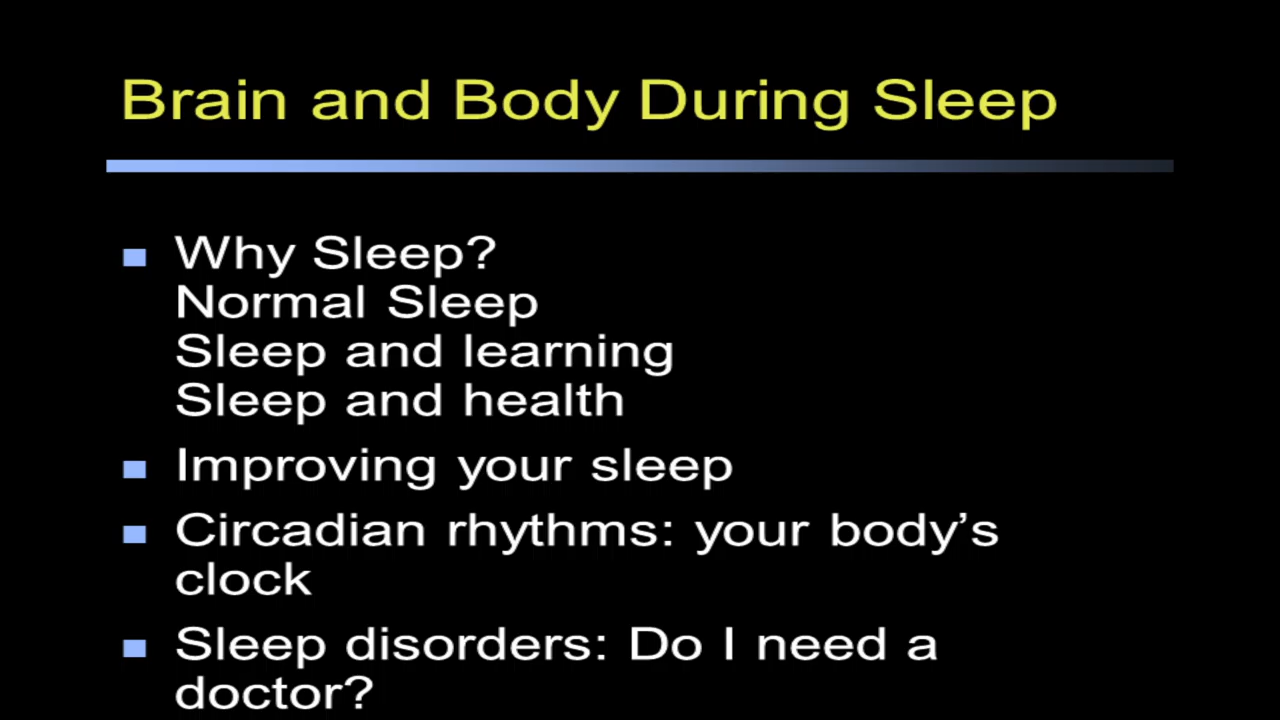 Brain and Body During Sleep
Why Sleep?
Normal Sleep
Sleep and learning
Sleep and health
Improving your sleep
Circadian rhythms: your body’s
clock
Sleep disorders: Do I need a
doctor?